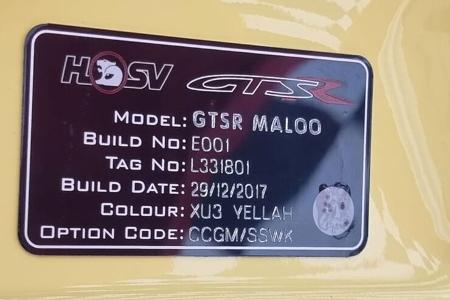 HSV GTSR
MODEL: GTSR MALOO
BUILD NO: E001
TAG NO: L331801
BUILD DATE: 29/12/2017
COLOUR: XU3 YELLAH
OPTION CODE: CCGM/SSWK